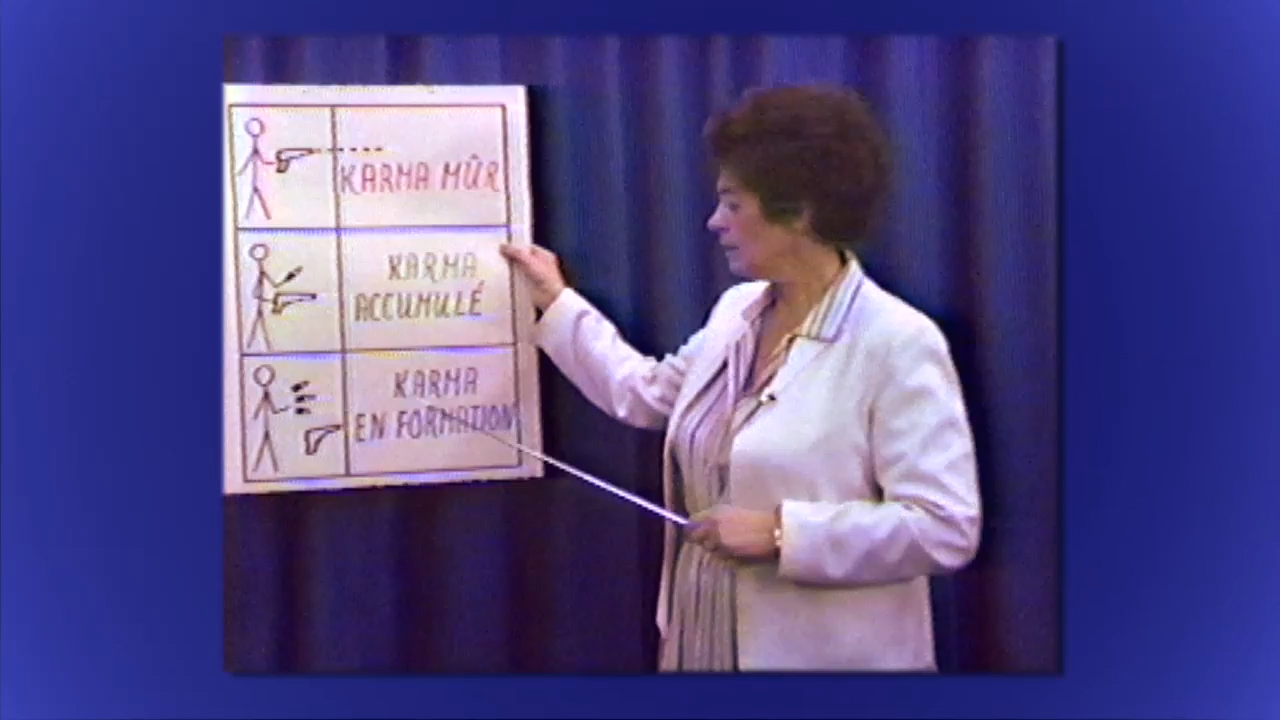 KARMA MÛR
KARMA
ACCUMULÉ
KARMA
EN FORMATION